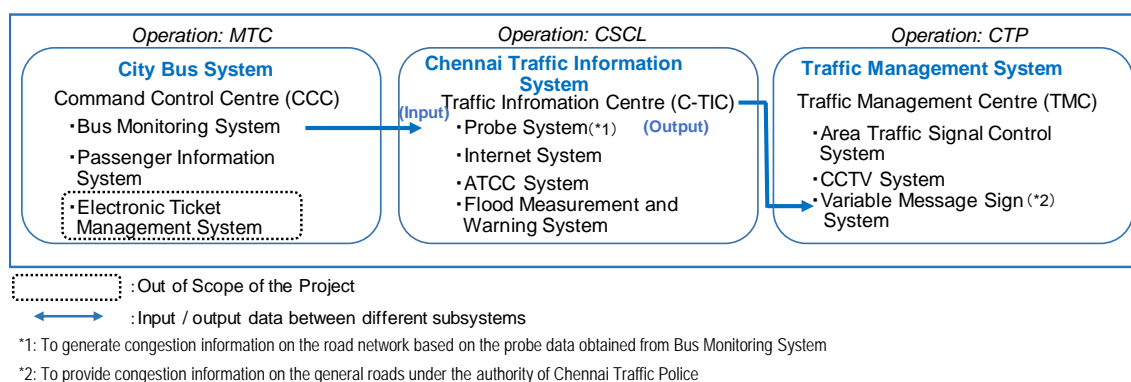 Operation: MTC
City Bus System
Command Control Centre (CCC)
・Bus Monitoring System
・Passenger Information
System
・Electronic Ticket
Management System
(Input)
Operation: CSCL
Chennai Traffic Information
System
Traffic Infromation Centre (C-TIC)
・Probe System(*1)
(Output)
・Internet System
・ATCC System
・Flood Measurement and
Warning System
Operation: CTP
Traffic Management System
Traffic Management Centre (TMC)
・Area Traffic Signal Control
System
・CCTV System
・Variable Message Sign(*2)
System
: Out of Scope of the Project
: Input / output data between different subsystems
*1: To generate congestion information on the road network based on the probe data obtained from Bus Monitoring System
*2: To provide congestion information on the general roads under the authority of Chennai Traffic Police